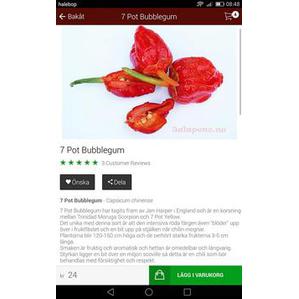 halebop 08:48
Bakåt 7 Pot Bubblegum
7 Pot Bubblegum
3 Customer Reviews
Önska Dela
7 Pot Bubblegum - Capsicum chinense
7 Pot Bubblegum har tagits fram av Jon Harper i England och är en korsning
mellan Trinidad Moruga Scorpion och 7 Pot Yellow.
Det unika med denna sort är att den intensiva röda färgen även "blöder" upp
över i fruktfästet och en bit upp på stjälken när chilin mognar.
Plantorna blir 120-160 cm höga och de perfekt starka frukterna 3-6 cm
långa.
Smaken är fruktig och aromatisk och hettan är omedelbar och långvarig.
Styrkan ligger en bit över en miljon scoville så detta är en chili som bör
behandlas med försiktighet och respekt.
kr 24 LÄGG I VARUKORG